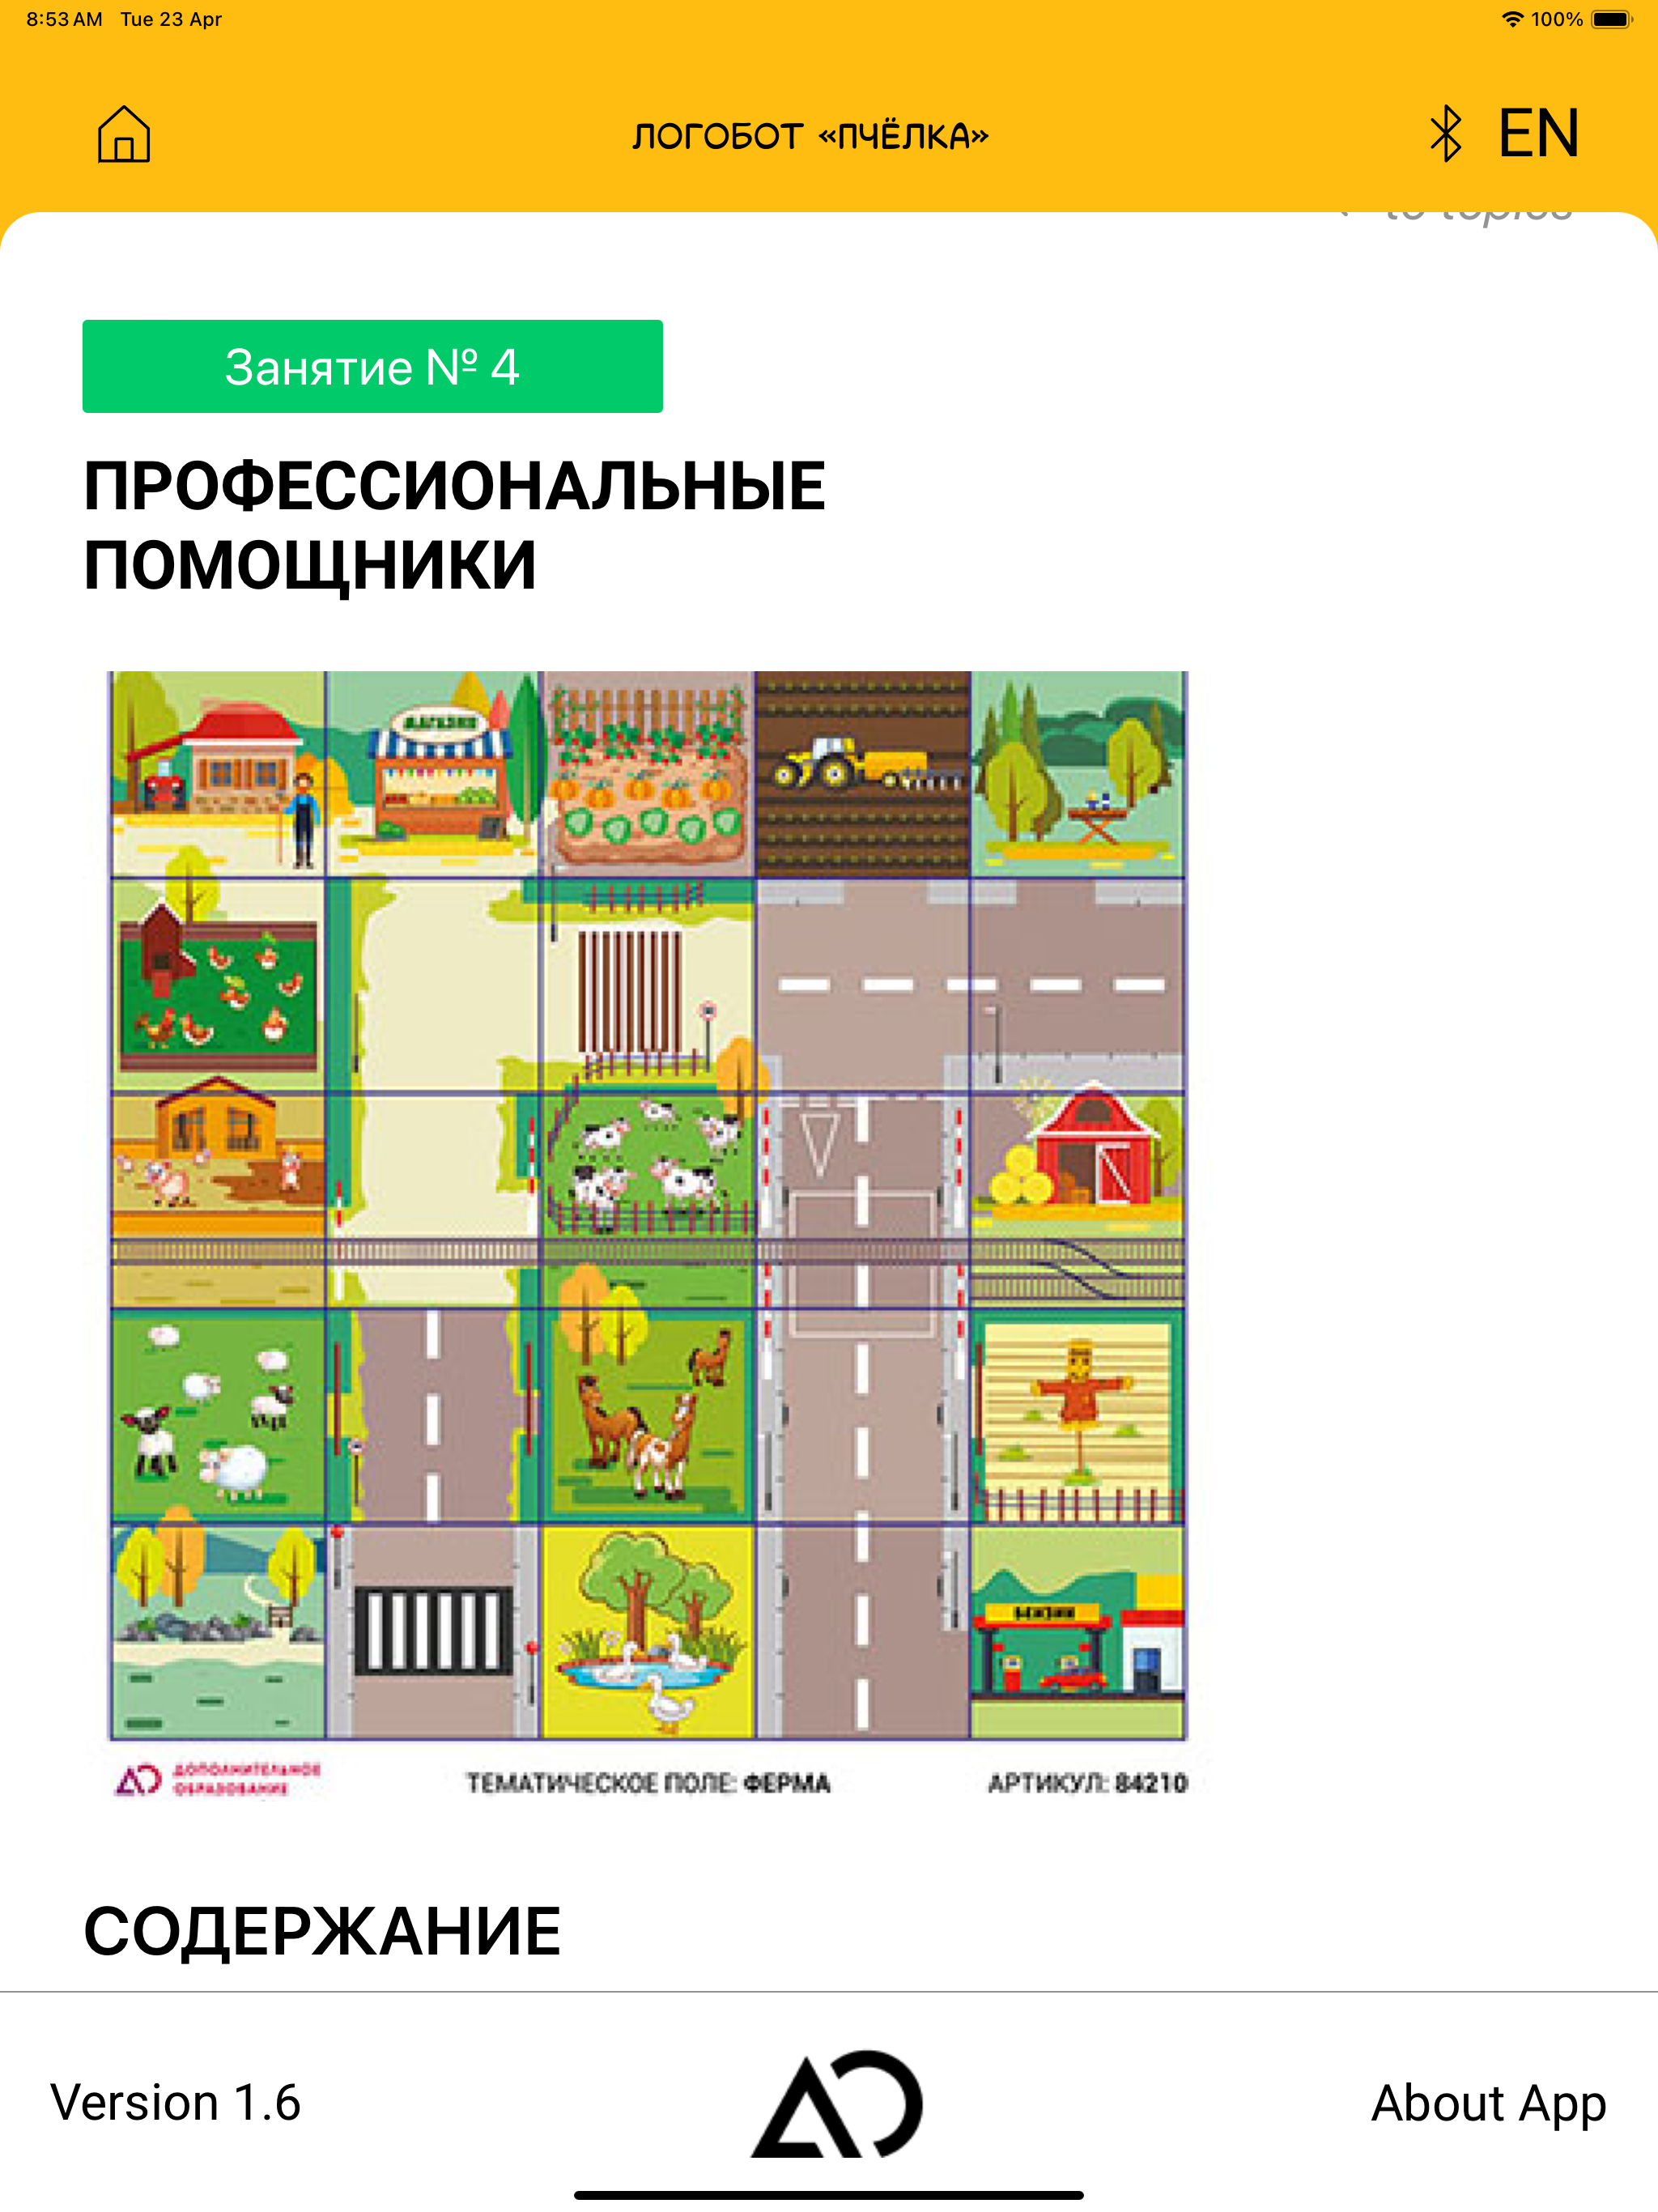 8:53 AM Tue 23 Apr
100%
ЛОГОБОТ «ПЧЁЛКА»
EN
to topics
Занятие № 4
ПРОФЕССИОНАЛЬНЫЕ
ПОМОЩНИКИ
МАГАЗИН
БЕНЗИН
ДОПОЛНИТЕЛЬНОЕ
ОБРАЗОВАНИЕ
ТЕМАТИЧЕСКОЕ ПОЛЕ: ФЕРМА
АРТИКУЛ: 84210
СОДЕРЖАНИЕ
Version 1.6
About App